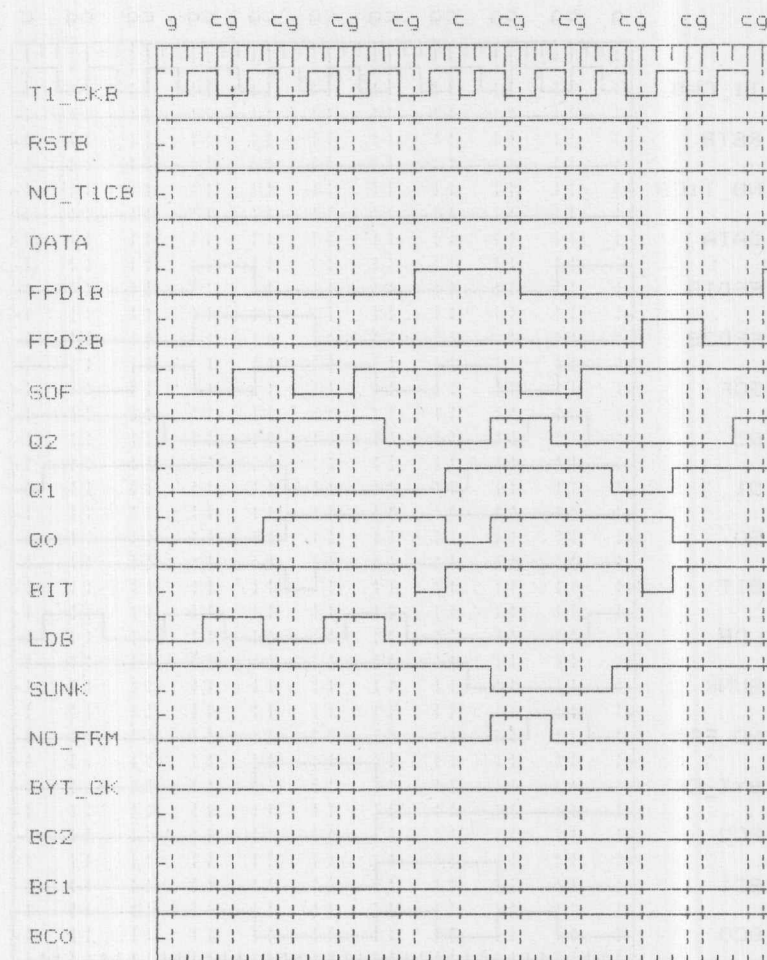 g cg cg cg cg c cg cg cg cg
T1_CKB
RSTB
NO_T1CB
DATA
FPD1B
FPD2B
SOF
Q2
Q1
Q0
BIT
LDB
SUNK
NO_FRM
BYT_CK
BC2
BC1
BC0